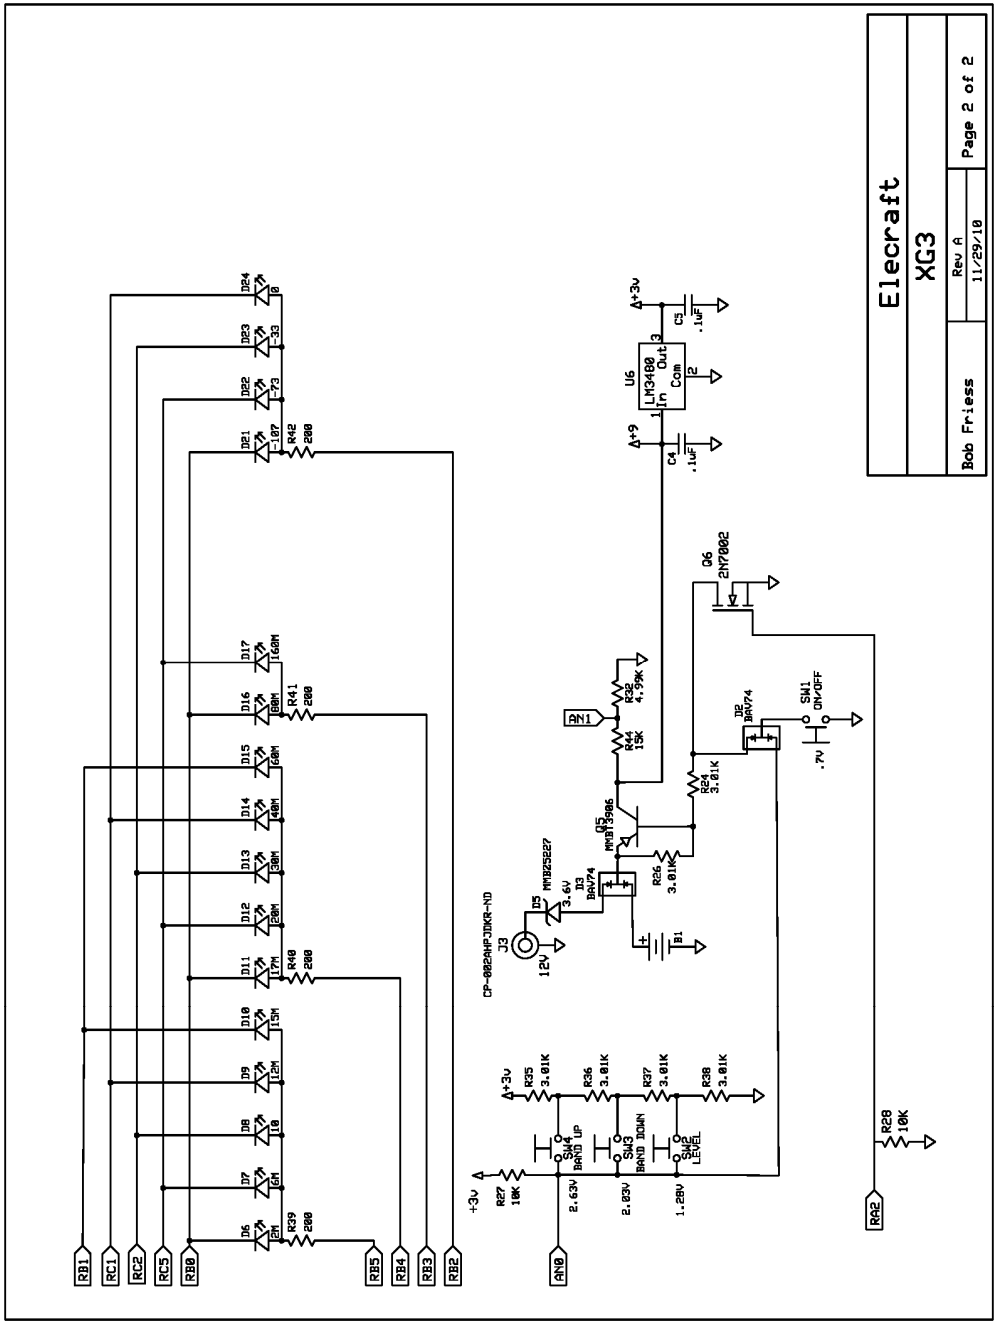 RB1
RC1
RC2
RC5
RB0
RB5
RB4
RB3
RB2
D6
2M
R39
200
D7
6M
D8
10
D9
12M
D10
15M
D11
17M
R40
200
D12
20M
D13
30M
D14
40M
D15
60M
D16
80M
R41
200
D17
160M
D21
-107
R42
200
D22
-73
D23
-33
D24
0
AN0
+3v
R27
10K
2.63V
2.03V
1.28V
SW4
BAND UP
SW3
BAND DOWN
SW2
LEVEL
+3v
R35
3.01K
R36
3.01K
R37
3.01K
R38
3.01K
CP-002AHPJDKR-ND
J3
12V
D5
MMBZ5227
3.6V
D3
BAV74
+
B1
Q5
MMBT3906
R26
3.01K
R24
3.01K
R44
15K
AN1
R32
4.99K
D2
BAV74
SW1
ON/OFF
.7V
Q6
2N7002
+9
C4
.1uF
U6
LM3480
1
In
Out
3
Com
2
+3v
C5
.1uF
RA2
R28
10K
Elecraft
XG3
Bob Friess
Rev A
11/29/10
Page 2 of 2